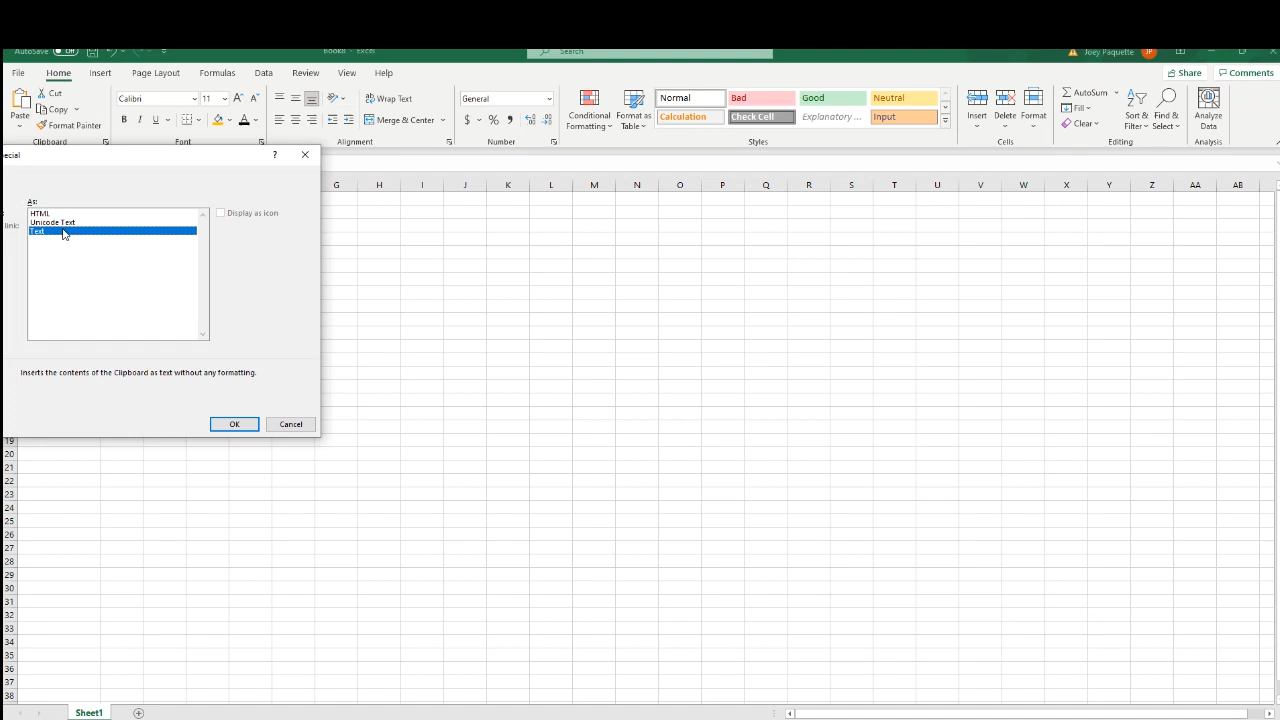 AutoSave Off Book8 - Excel Search Joey Paquette JP
File Home Insert Page Layout Formulas Data Review View Help Share Comments
Paste Cut Copy Format Painter Clipboard
Calibri 11 B I U A Font
Wrap Text Merge & Center Alignment
General $ % 9 Number
Conditional Formatting Format as Table
Normal Bad Good Neutral
Calculation Check Cell Explanatory ... Input
Styles
Insert Delete Format Cells
AutoSum Fill Clear Sort & Filter Find & Select Editing
Analyze Data Analysis
ecial ?
As:
HTML
Unicode Text
Text
link:
Display as icon
Inserts the contents of the Clipboard as text without any formatting.
OK Cancel
G H I J K L M N O P Q R S T U V W X Y Z AA AB
19
20
21
22
23
24
25
26
27
28
29
30
31
32
33
34
35
36
37
38
Sheet1